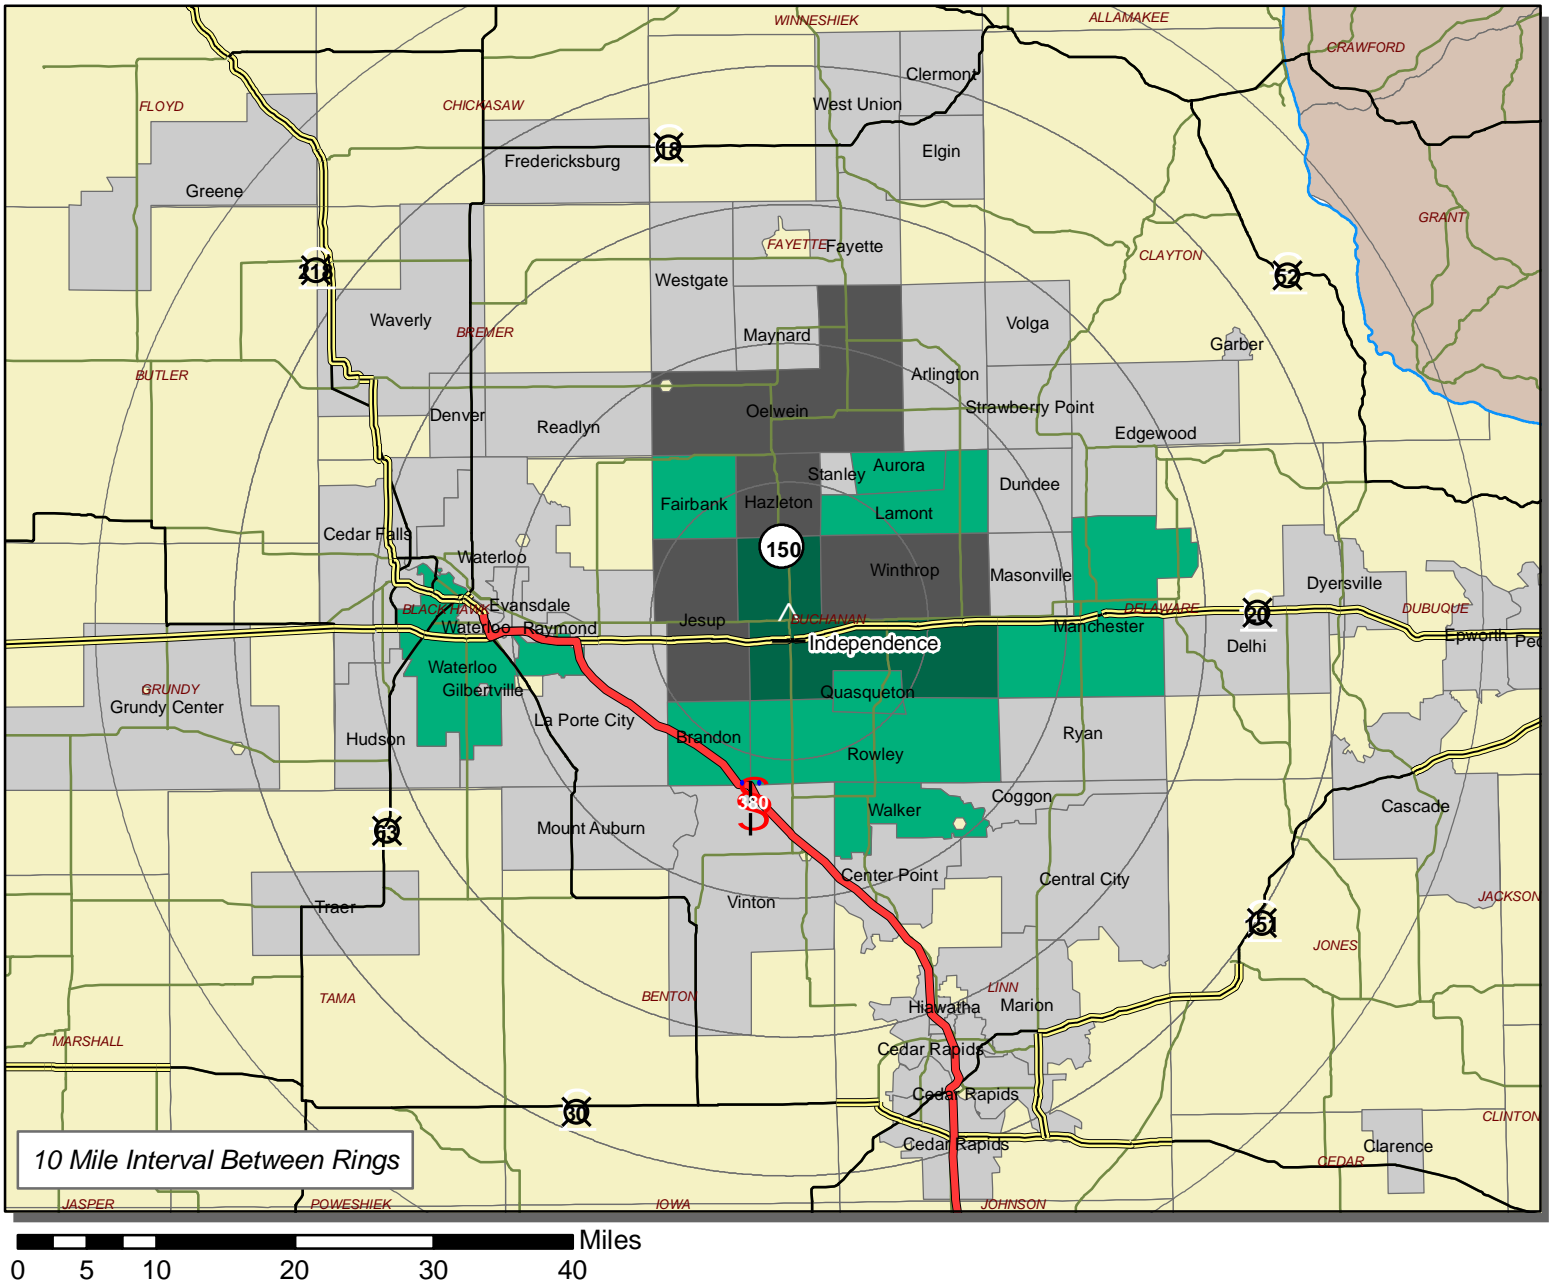 WINNESHIEK
ALLAMAKEE
CRAWFORD
Clermont
FLOYD
CHICKASAW
West Union
18
Fredericksburg
Elgin
Greene
GRANT
FAYETTE
Fayette
CLAYTON
218
52
Westgate
Waverly
BREMER
Maynard
Volga
Garber
BUTLER
Arlington
Denver
Readlyn
Oelwein
Strawberry Point
Edgewood
Stanley
Aurora
Fairbank
Hazleton
Dundee
Lamont
Cedar Falls
Waterloo
150
Winthrop
Masonville
Dyersville
BLACK HAWK
Evansdale
DELAWARE
20
DUBUQUE
Waterloo
Raymond
Jesup
BUCHANAN
Manchester
Epworth
Peo
Independence
Delhi
Waterloo
GRUNDY
Gilbertville
Quasqueton
Grundy Center
La Porte City
Hudson
Brandon
Rowley
Ryan
380
Walker
Coggon
Cascade
63
Mount Auburn
Center Point
Central City
Traer
Vinton
JACKSON
151
JONES
TAMA
BENTON
LINN
Hiawatha
Marion
MARSHALL
Cedar Rapids
Cedar Rapids
30
CLINTON
Cedar Rapids
Clarence
CEDAR
10 Mile Interval Between Rings
JASPER
POWESHIEK
IOWA
JOHNSON
Miles
0 5 10 20 30 40